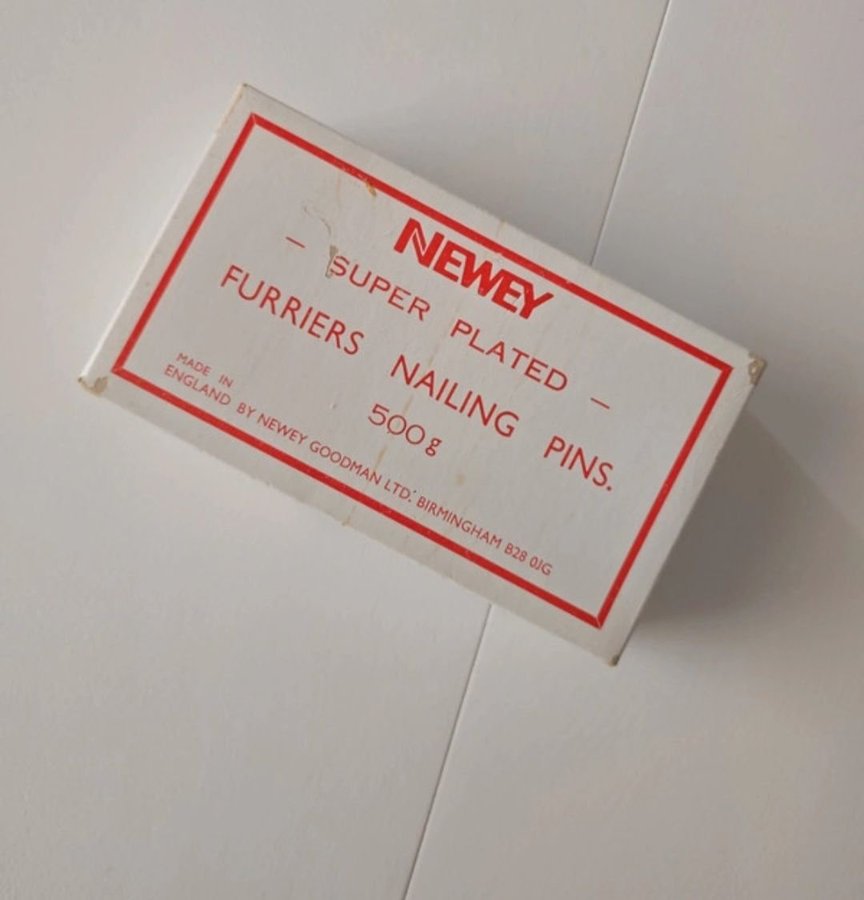 NEWEY
— SUPER PLATED —
FURRIERS NAILING PINS.
500g
MADE IN
ENGLAND BY NEWEY GOODMAN LTD. BIRMINGHAM B28 0JG